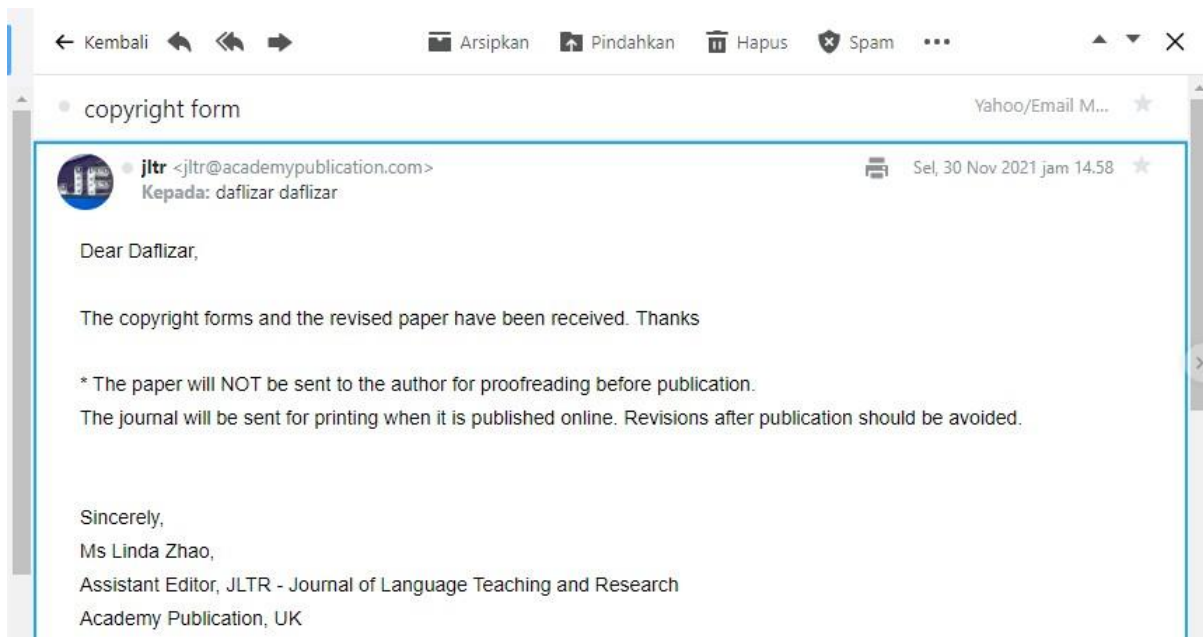 Kembali Arsipkan Pindahkan Hapus Spam
copyright form Yahoo/Email M...
jltr <jltr@academypublication.com> Sel, 30 Nov 2021 jam 14.58
Kepada: daflizar daflizar
Dear Daflizar,
The copyright forms and the revised paper have been received. Thanks
* The paper will NOT be sent to the author for proofreading before publication.
The journal will be sent for printing when it is published online. Revisions after publication should be avoided.
Sincerely,
Ms Linda Zhao,
Assistant Editor, JLTR - Journal of Language Teaching and Research
Academy Publication, UK